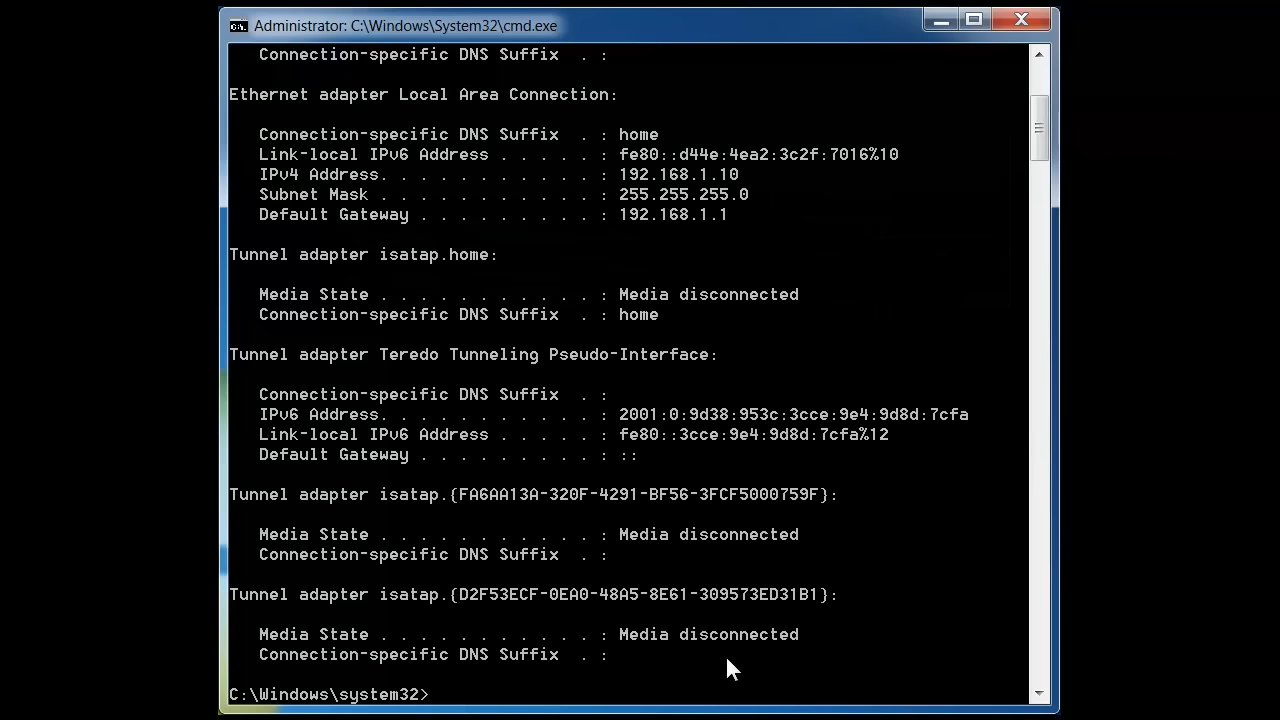 Administrator: C:\Windows\System32\cmd.exe
Connection-specific DNS Suffix  . :
Ethernet adapter Local Area Connection:
Connection-specific DNS Suffix  . : home
Link-local IPv6 Address . . . . . : fe80::d44e:4ea2:3c2f:7016%10
IPv4 Address. . . . . . . . . . . : 192.168.1.10
Subnet Mask . . . . . . . . . . . : 255.255.255.0
Default Gateway . . . . . . . . . : 192.168.1.1
Tunnel adapter isatap.home:
Media State . . . . . . . . . . . : Media disconnected
Connection-specific DNS Suffix  . : home
Tunnel adapter Teredo Tunneling Pseudo-Interface:
Connection-specific DNS Suffix  . :
IPv6 Address. . . . . . . . . . . : 2001:0:9d38:953c:3cce:9e4:9d8d:7cfa
Link-local IPv6 Address . . . . . : fe80::3cce:9e4:9d8d:7cfa%12
Default Gateway . . . . . . . . . : ::
Tunnel adapter isatap.{FA6AA13A-320F-4291-BF56-3FCF5000759F}:
Media State . . . . . . . . . . . : Media disconnected
Connection-specific DNS Suffix  . :
Tunnel adapter isatap.{D2F53ECF-0EA0-48A5-8E61-309573ED31B1}:
Media State . . . . . . . . . . . : Media disconnected
Connection-specific DNS Suffix  . :
C:\Windows\system32>